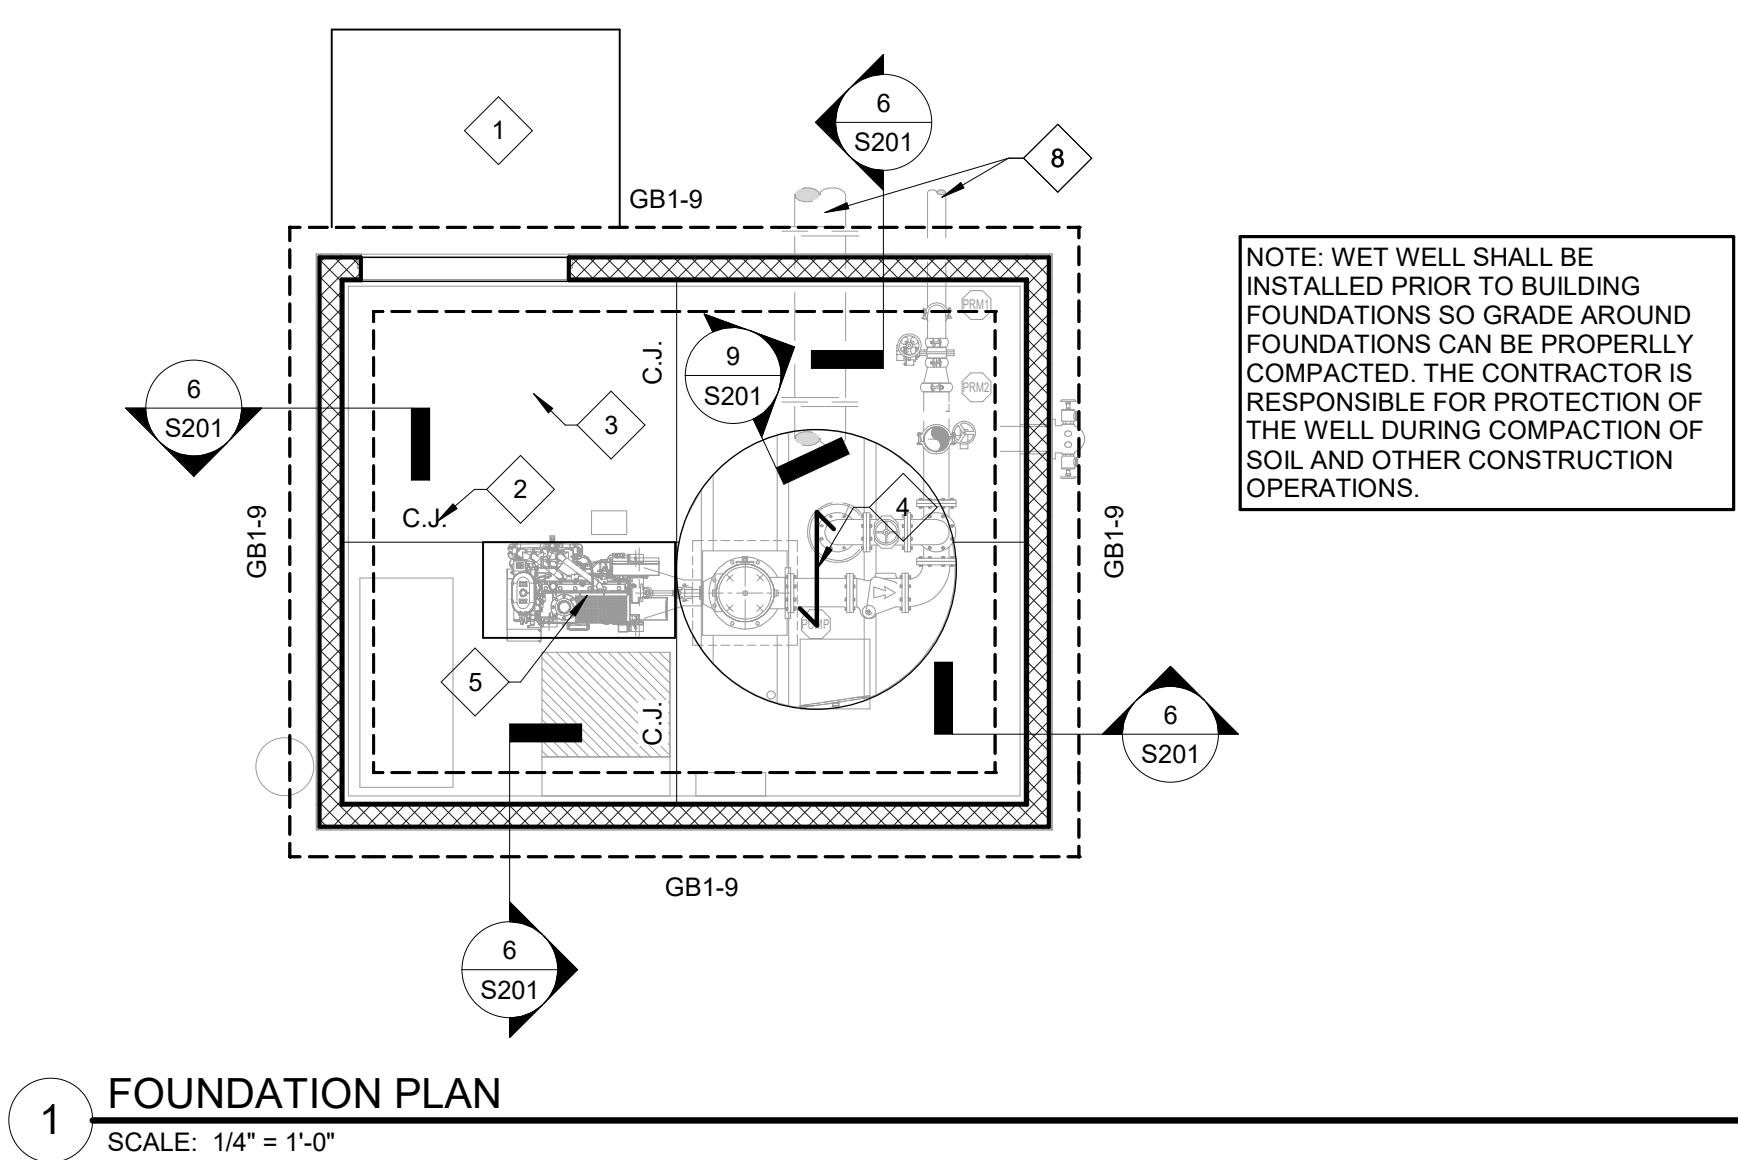 1
6
S201
8
GB1-9
NOTE: WET WELL SHALL BE
INSTALLED PRIOR TO BUILDING
FOUNDATIONS SO GRADE AROUND
FOUNDATIONS CAN BE PROPERLLY
COMPACTED. THE CONTRACTOR IS
RESPONSIBLE FOR PROTECTION OF
THE WELL DURING COMPACTION OF
SOIL AND OTHER CONSTRUCTION
OPERATIONS.
PRM1
C.J.
9
S201
PRM2
6
S201
3
2
C.J.
4
GB1-9
GB1-9
PUMP
5
C.J.
6
S201
GB1-9
6
S201
1
FOUNDATION PLAN
SCALE: 1/4" = 1'-0"